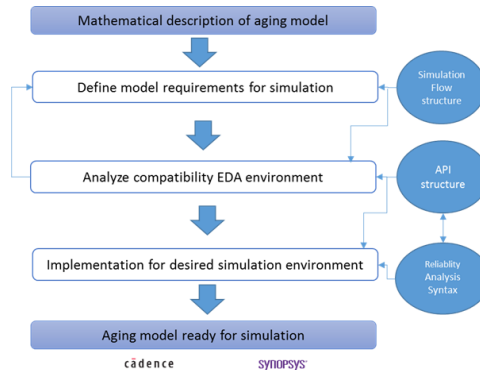 Mathematical description of aging model
Define model requirements for simulation
Simulation
Flow
structure
Analyze compatibility EDA environment
API
structure
Implementation for desired simulation environment
Reliablity
Analysis
Syntax
Aging model ready for simulation
cādence
SYNOPSYS®